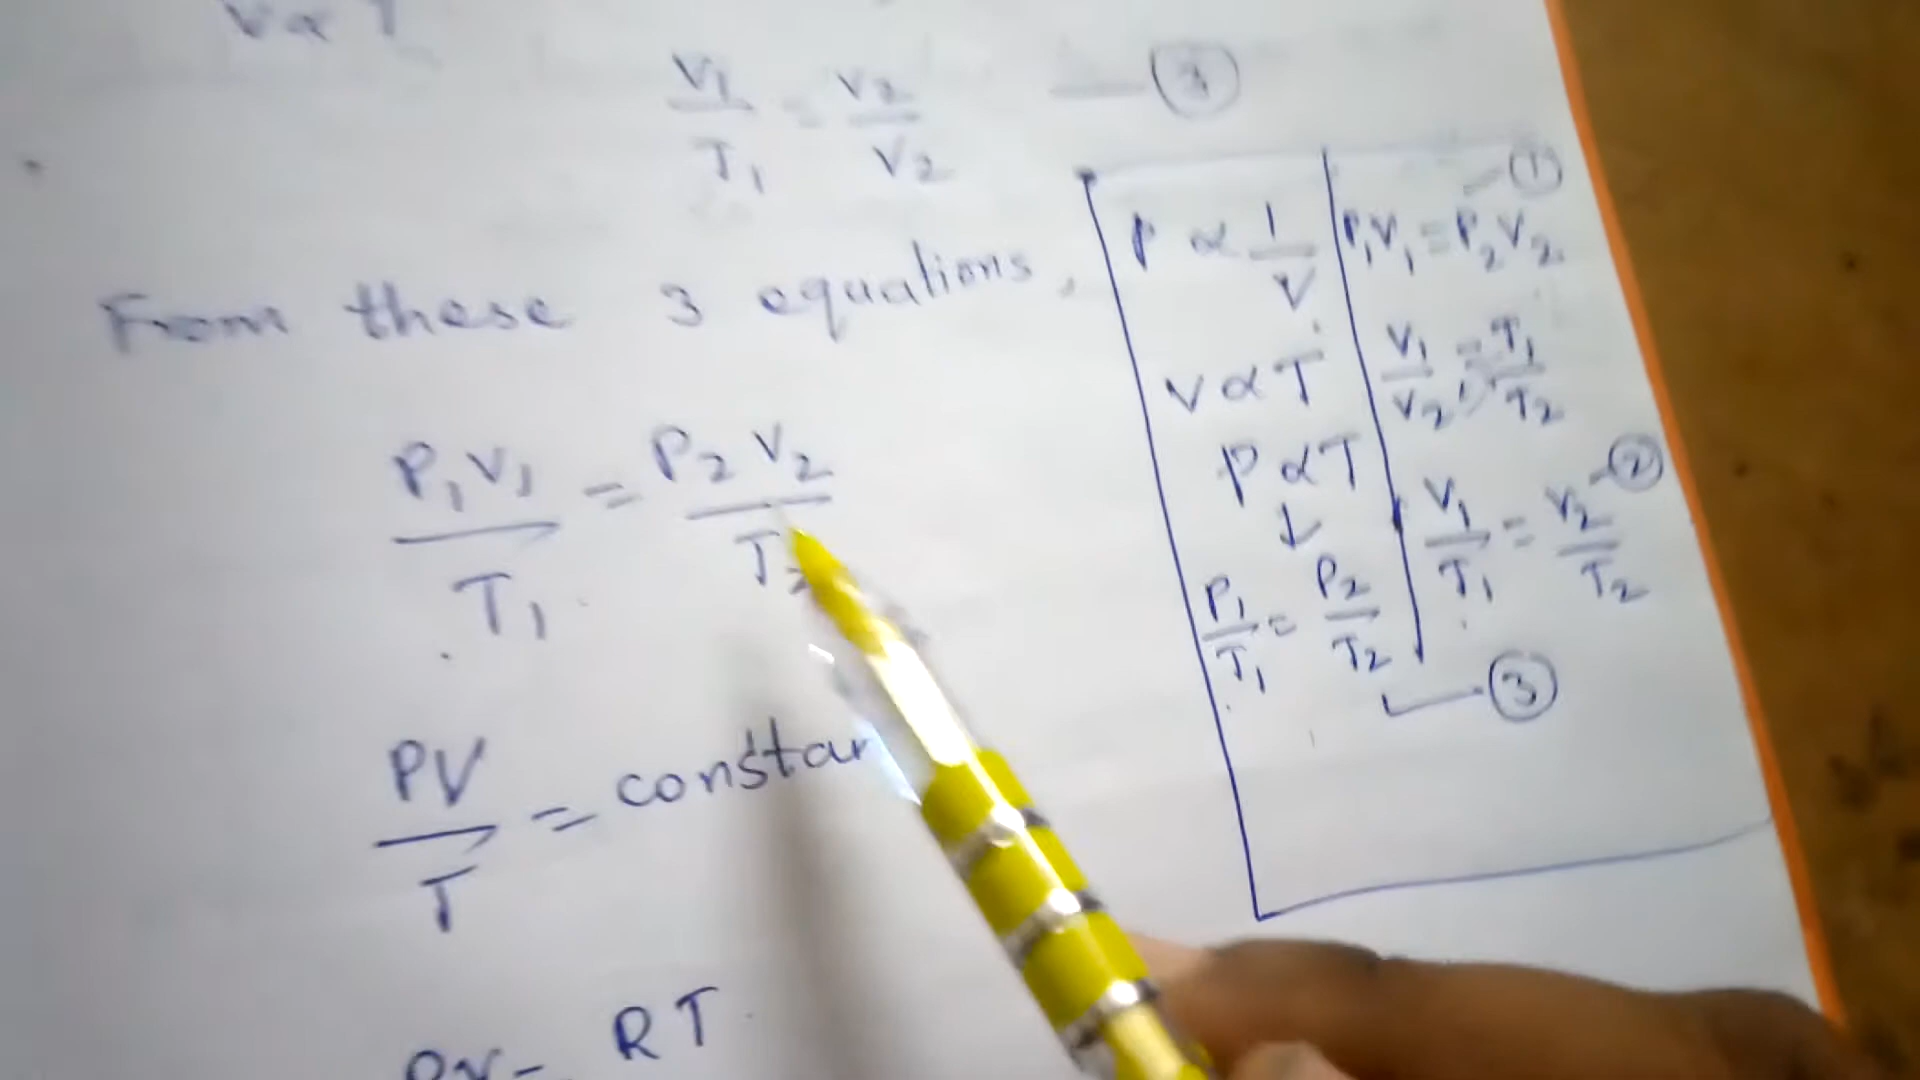 V ∝ T
V1/T1 = V2/V2 — 3
From these 3 equations,
P1V1/T1 = P2V2/T2
PV/T = constan
PV = RT
P ∝ 1/V
V ∝ T
P ∝ T
↓
P1/T1 = P2/T2 — 3
— 1
P1V1 = P2V2
V1/V2 = T1/T2
V1/T1 = V2/T2 — 2